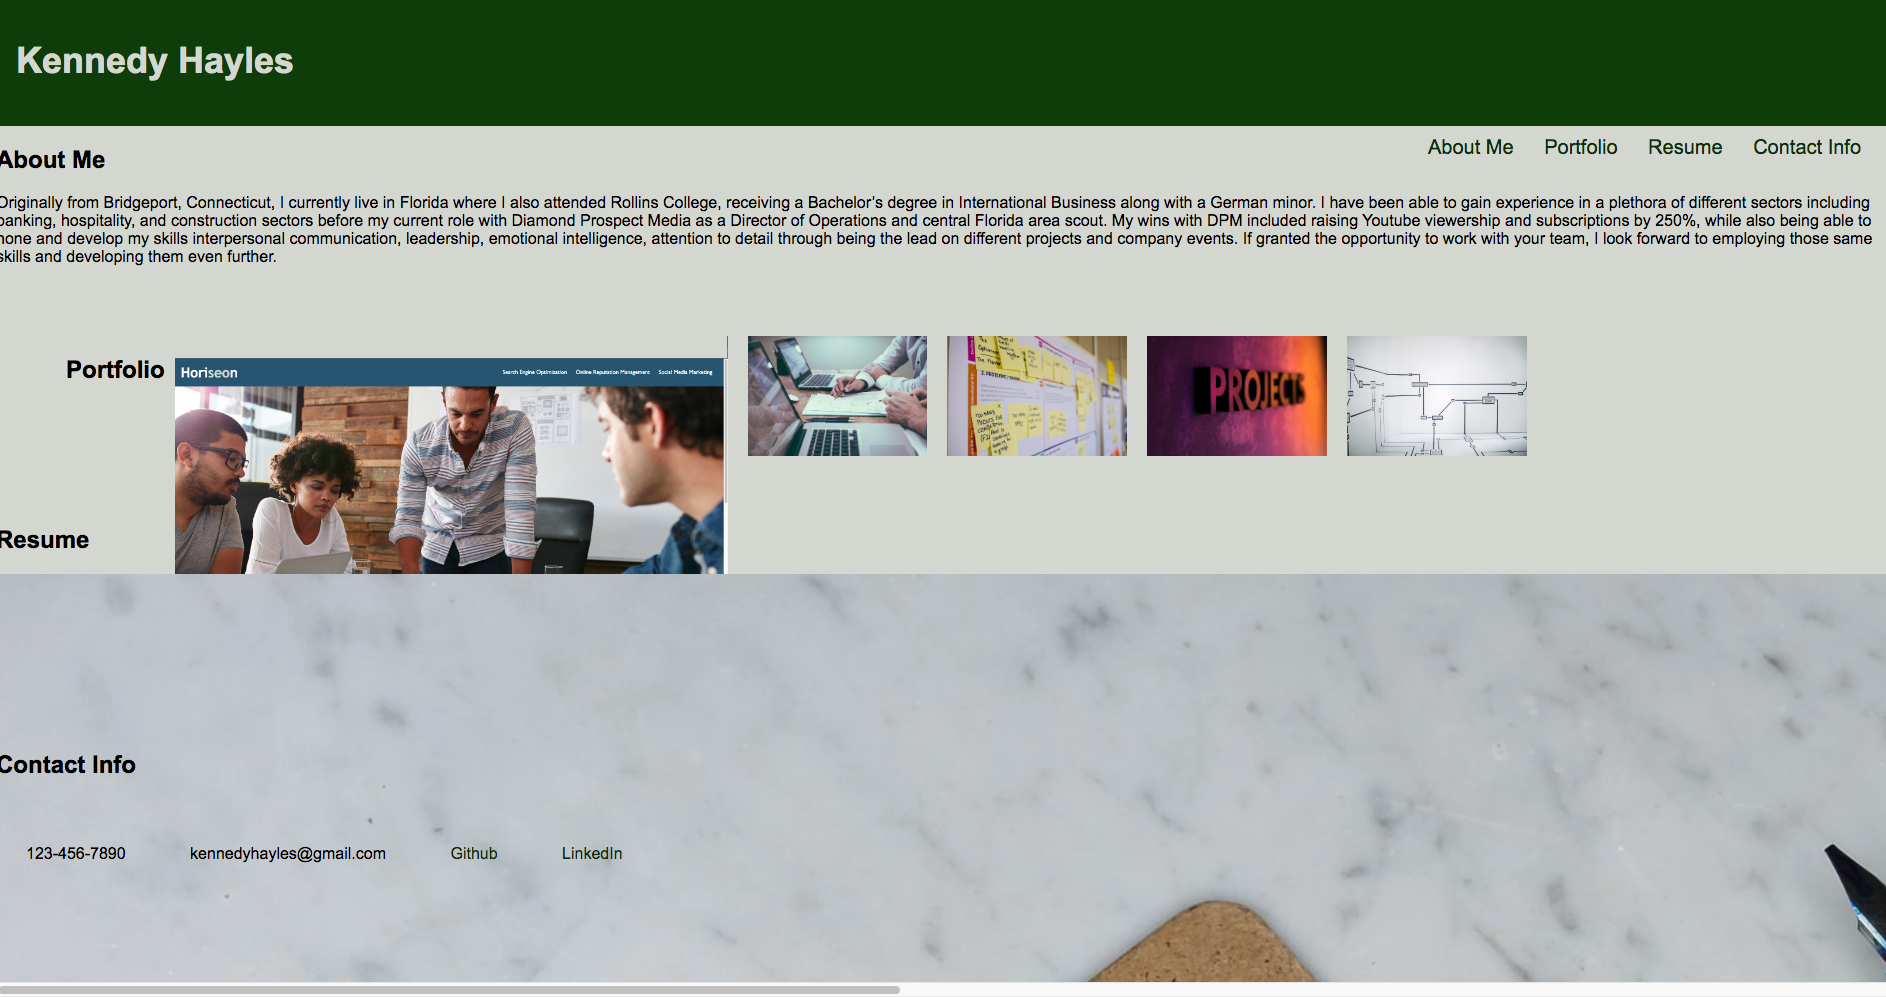 Kennedy Hayles
About Me Portfolio Resume Contact Info
About Me
Originally from Bridgeport, Connecticut, I currently live in Florida where I also attended Rollins College, receiving a Bachelor's degree in International Business along with a German minor. I have been able to gain experience in a plethora of different sectors including
banking, hospitality, and construction sectors before my current role with Diamond Prospect Media as a Director of Operations and central Florida area scout. My wins with DPM included raising Youtube viewership and subscriptions by 250%, while also being able to
hone and develop my skills interpersonal communication, leadership, emotional intelligence, attention to detail through being the lead on different projects and company events. If granted the opportunity to work with your team, I look forward to employing those same
skills and developing them even further.
Portfolio
Horiseon
Search Engine Optimization Online Reputation Management Social Media Marketing
PROJECTS
Resume
Contact Info
123-456-7890 kennedyhayles@gmail.com Github LinkedIn